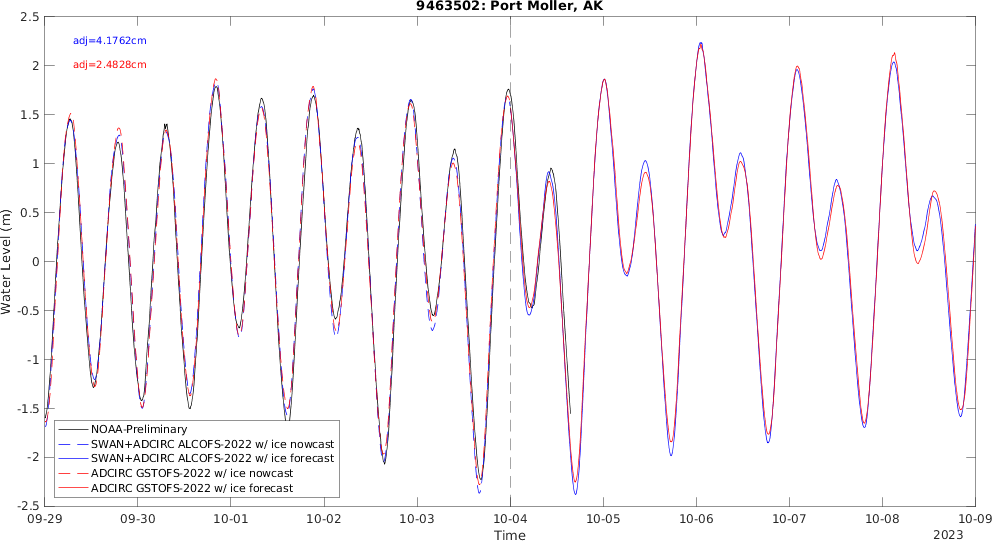 9463502: Port Moller, AK
adj=4.1762cm
adj=2.4828cm
Water Level (m)
2.5
2
1.5
1
0.5
0
-0.5
-1
-1.5
-2
-2.5
NOAA-Preliminary
SWAN+ADCIRC ALCOFS-2022 w/ ice nowcast
SWAN+ADCIRC ALCOFS-2022 w/ ice forecast
ADCIRC GSTOFS-2022 w/ ice nowcast
ADCIRC GSTOFS-2022 w/ ice forecast
09-29 09-30 10-01 10-02 10-03 10-04 10-05 10-06 10-07 10-08 10-09
Time
2023